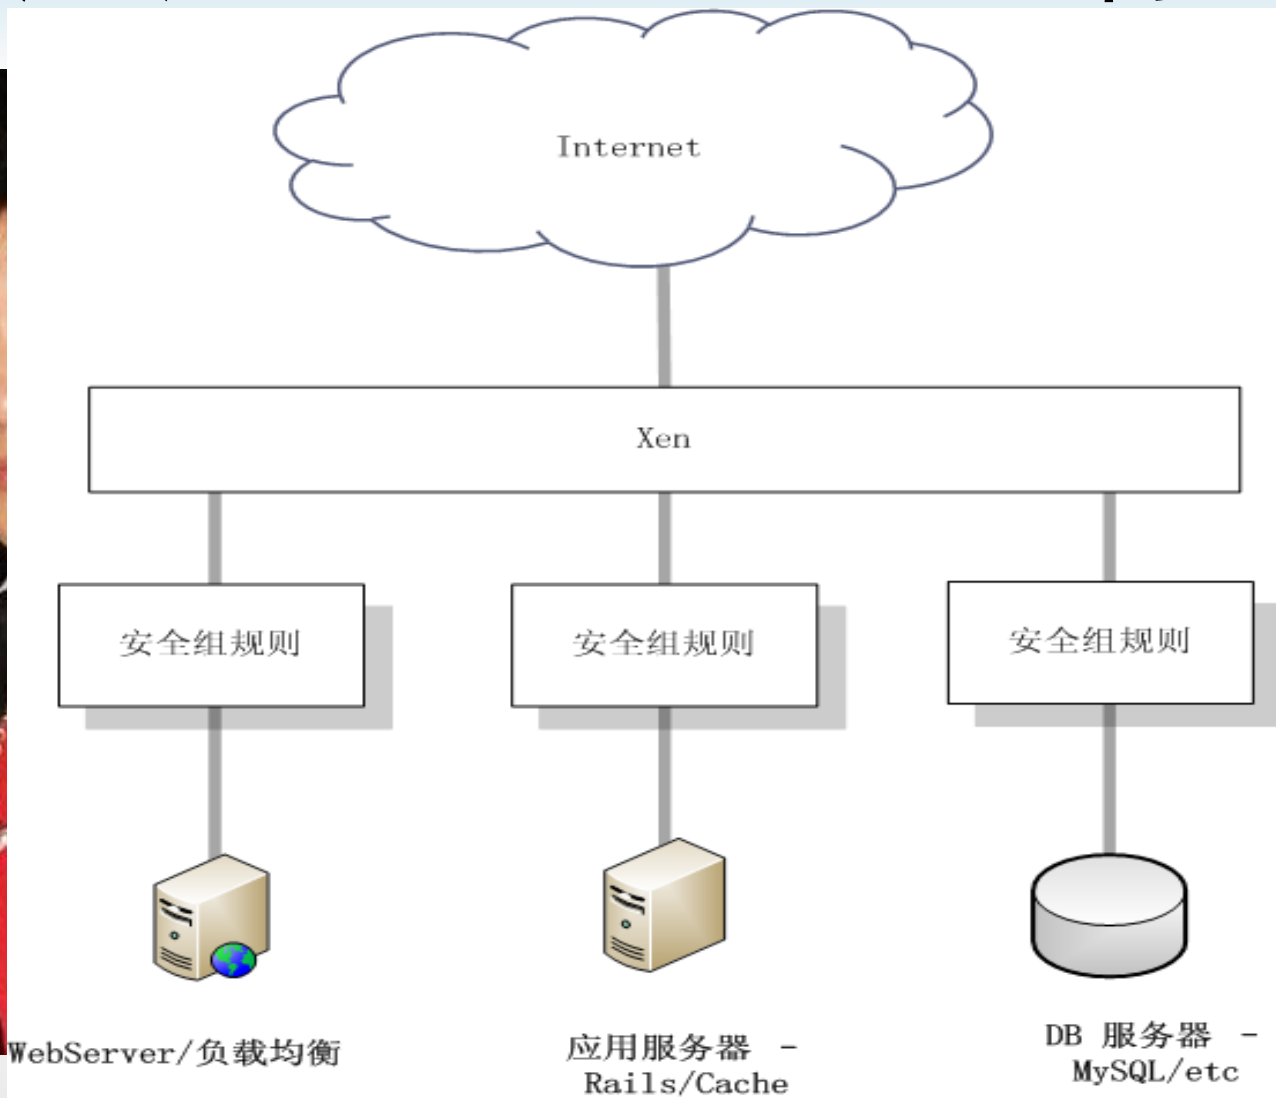 Internet
Xen
安全组规则
安全组规则
安全组规则
WebServer/负载均衡
应用服务器 -
Rails/Cache
DB 服务器 -
MySQL/etc